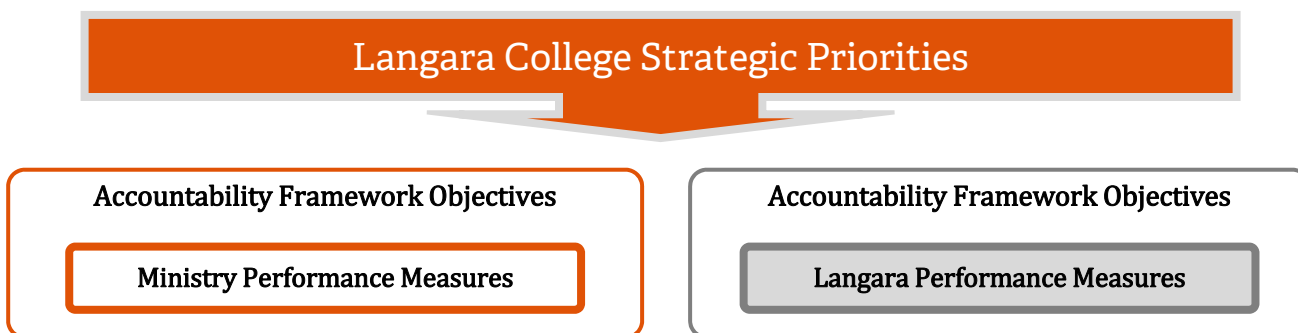 Langara College Strategic Priorities
Accountability Framework Objectives
Ministry Performance Measures
Accountability Framework Objectives
Langara Performance Measures